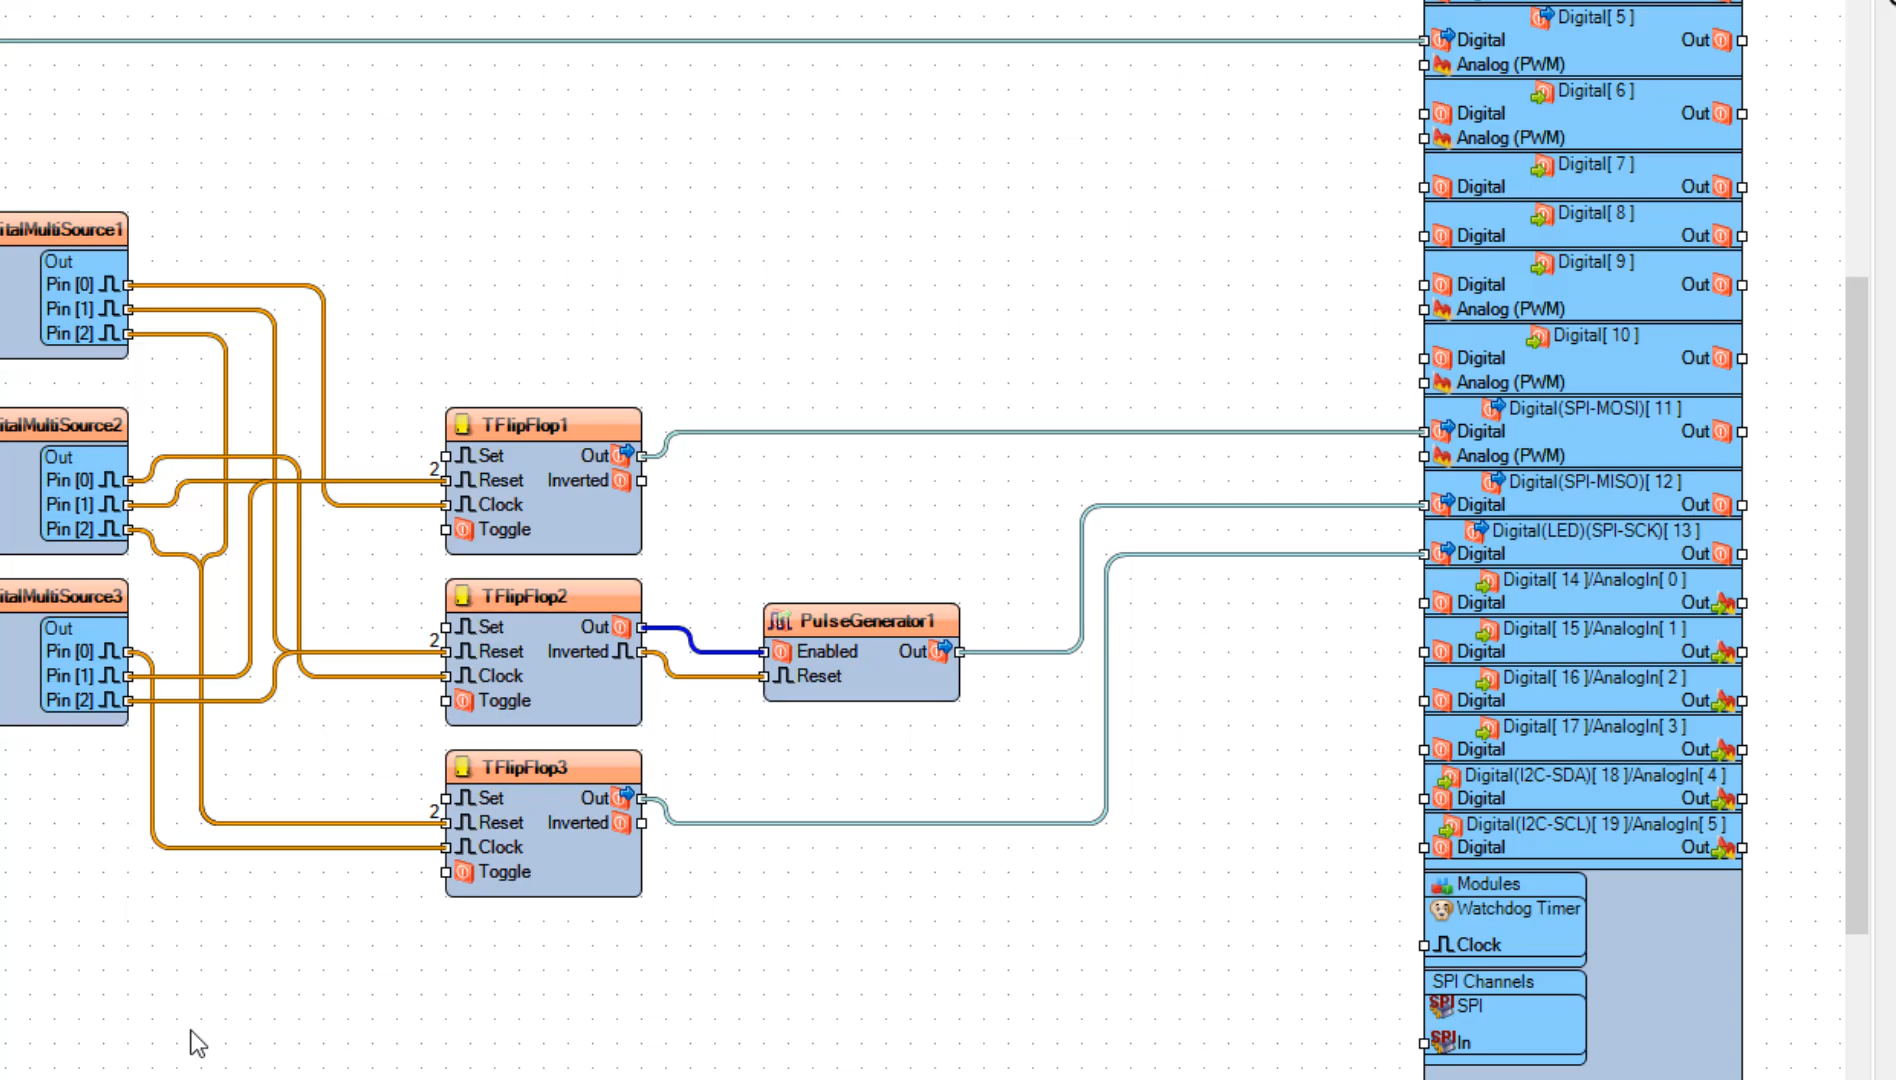 italMultiSource1
Out
Pin [0]
Pin [1]
Pin [2]
italMultiSource2
Out
Pin [0]
Pin [1]
Pin [2]
italMultiSource3
Out
Pin [0]
Pin [1]
Pin [2]
TFlipFlop1
Set Out
2
Reset Inverted
Clock
Toggle
TFlipFlop2
Set Out
2
Reset Inverted
Clock
Toggle
TFlipFlop3
Set Out
2
Reset Inverted
Clock
Toggle
PulseGenerator1
Enabled Out
Reset
Digital[ 5 ]
Digital Out
Analog (PWM)
Digital[ 6 ]
Digital Out
Analog (PWM)
Digital[ 7 ]
Digital Out
Digital[ 8 ]
Digital Out
Digital[ 9 ]
Digital Out
Analog (PWM)
Digital[ 10 ]
Digital Out
Analog (PWM)
Digital(SPI-MOSI)[ 11 ]
Digital Out
Analog (PWM)
Digital(SPI-MISO)[ 12 ]
Digital Out
Digital(LED)(SPI-SCK)[ 13 ]
Digital Out
Digital[ 14 ]/AnalogIn[ 0 ]
Digital Out
Digital[ 15 ]/AnalogIn[ 1 ]
Digital Out
Digital[ 16 ]/AnalogIn[ 2 ]
Digital Out
Digital[ 17 ]/AnalogIn[ 3 ]
Digital Out
Digital(I2C-SDA)[ 18 ]/AnalogIn[ 4 ]
Digital Out
Digital(I2C-SCL)[ 19 ]/AnalogIn[ 5 ]
Digital Out
Modules
Watchdog Timer
Clock
SPI Channels
SPI SPI
SPI In